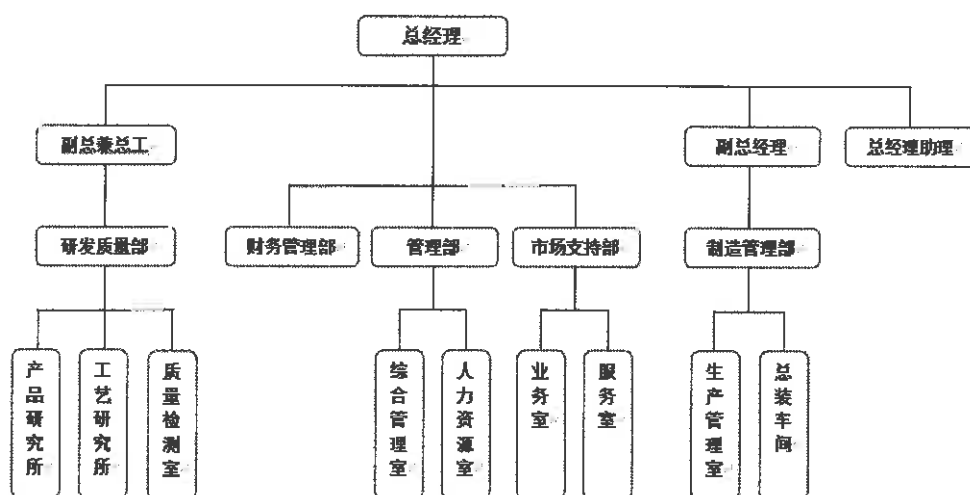 总经理
副总兼总工
副总经理
总经理助理
研发质量部
财务管理部
管理部
市场支持部
制造管理部
产品研究所
工艺研究所
质量检测室
综合管理室
人力资源室
业务室
服务室
生产管理室
总装车间